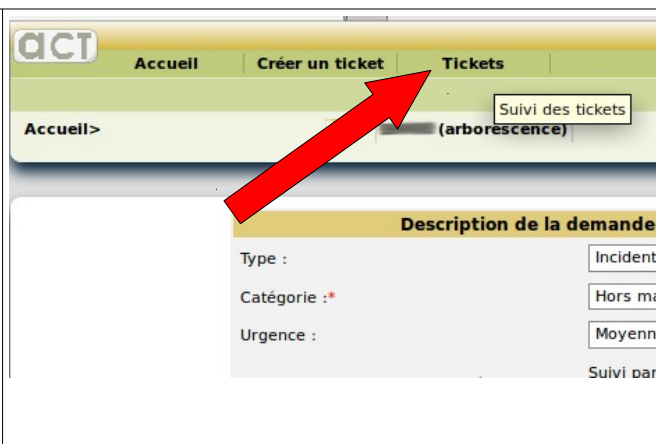 act
Accueil Créer un ticket Tickets
Suivi des tickets
Accueil> (arborescence)
Description de la demande
Type : Incident
Catégorie :* Hors ma
Urgence : Moyenn
Suivi par